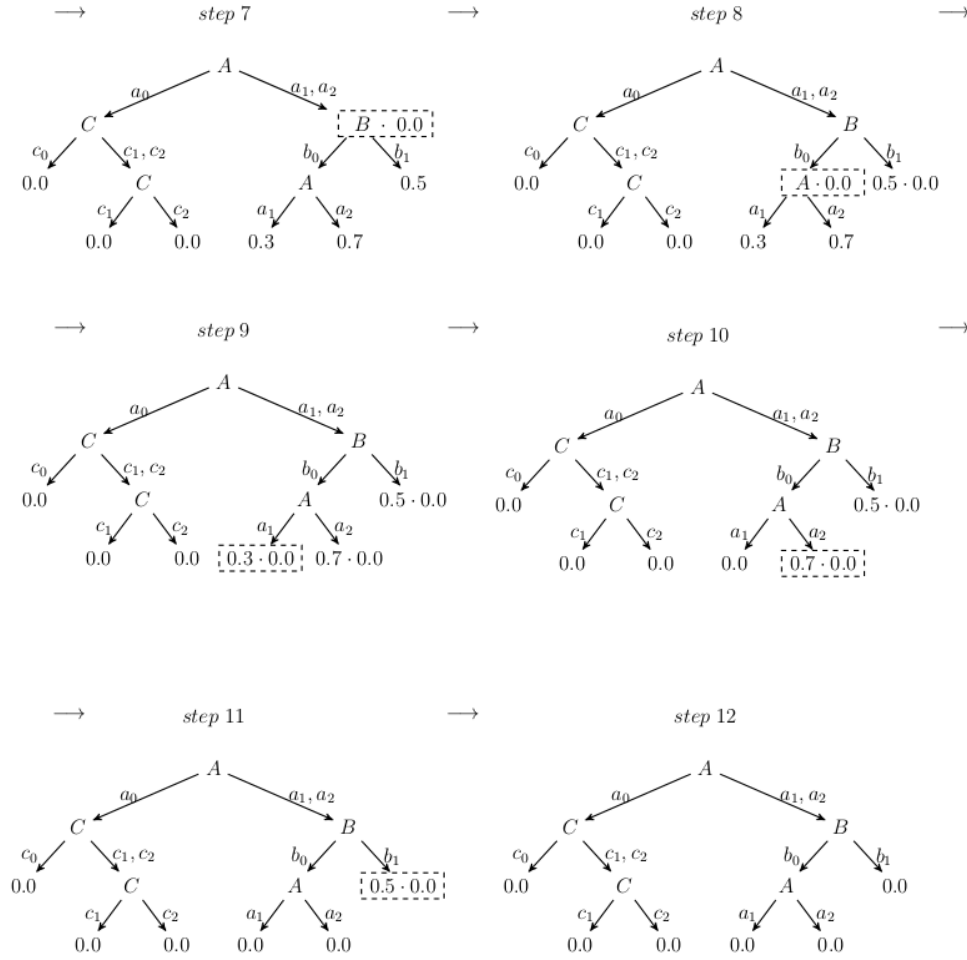 ⟶ step 7 ⟶ step 8 ⟶
A A
a₀ a₁, a₂ a₀ a₁, a₂
C B · 0.0 C B
c₀ c₁, c₂ b₀ b₁ c₀ c₁, c₂ b₀ b₁
0.0 C A 0.5 0.0 C A · 0.0 0.5 · 0.0
c₁ c₂ a₁ a₂ c₁ c₂ a₁ a₂
0.0 0.0 0.3 0.7 0.0 0.0 0.3 0.7
⟶ step 9 ⟶ step 10 ⟶
A A
a₀ a₁, a₂ a₀ a₁, a₂
C B C B
c₀ c₁, c₂ b₀ b₁ c₀ c₁, c₂ b₀ b₁
0.0 C A 0.5 · 0.0 0.0 C A 0.5 · 0.0
c₁ c₂ a₁ a₂ c₁ c₂ a₁ a₂
0.0 0.0 0.3 · 0.0 0.7 · 0.0 0.0 0.0 0.0 0.7 · 0.0
⟶ step 11 ⟶ step 12
A A
a₀ a₁, a₂ a₀ a₁, a₂
C B C B
c₀ c₁, c₂ b₀ b₁ c₀ c₁, c₂ b₀ b₁
0.0 C A 0.5 · 0.0 0.0 C A 0.0
c₁ c₂ a₁ a₂ c₁ c₂ a₁ a₂
0.0 0.0 0.0 0.0 0.0 0.0 0.0 0.0